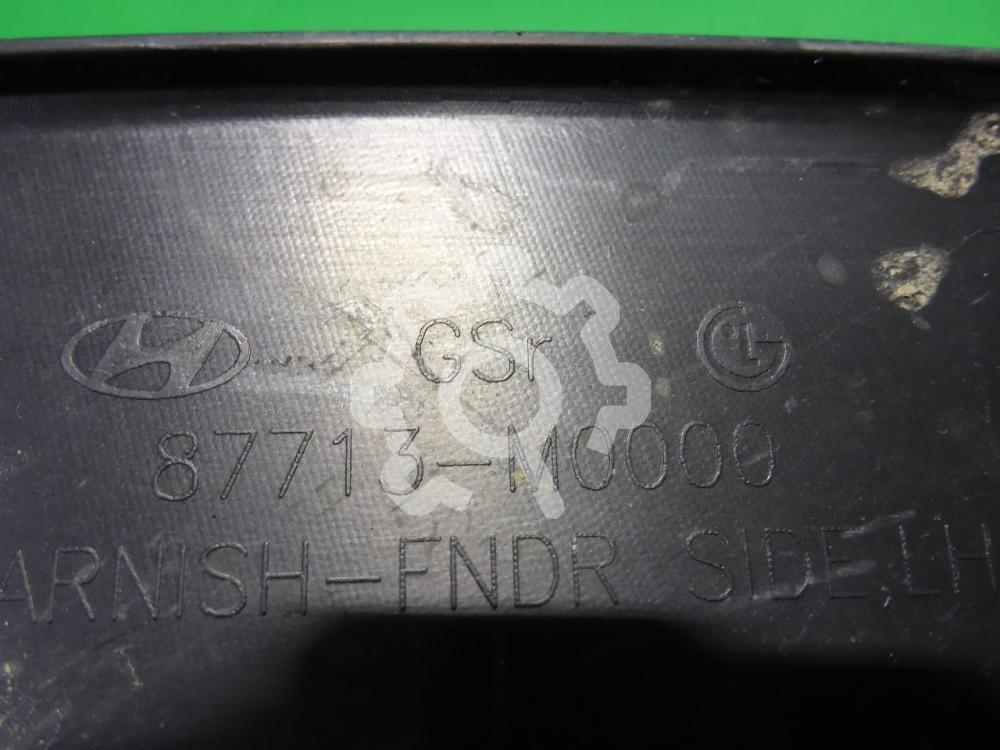 GSr
87713-M0000
ARNISH-FNDR SIDE,LH